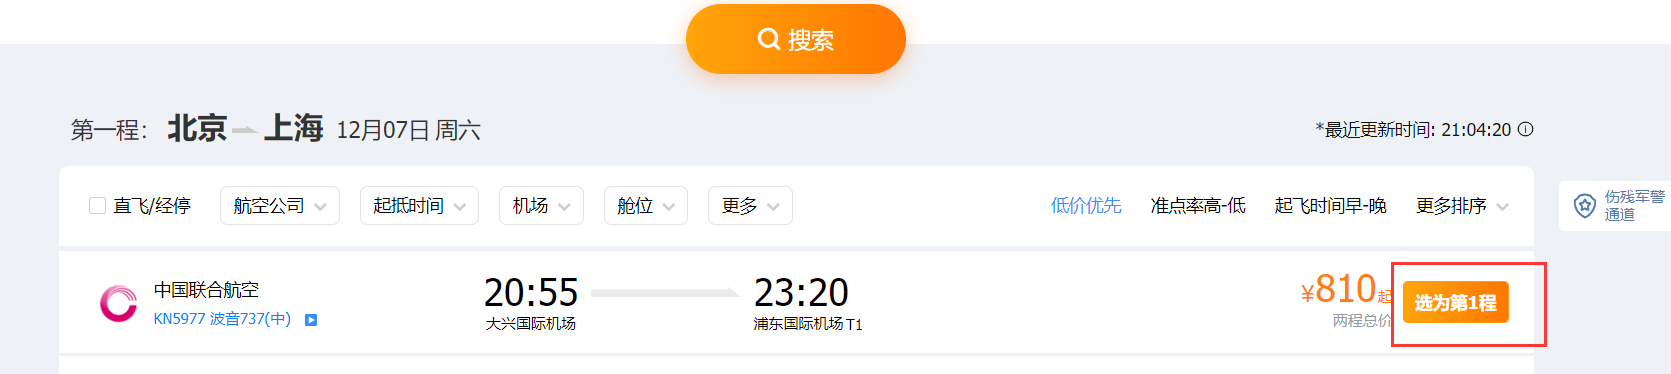 搜索
第一程： 北京 上海 12月07日 周六
*最近更新时间: 21:04:20
直飞/经停 航空公司 起抵时间 机场 舱位 更多 低价优先 准点率高-低 起飞时间早-晚 更多排序
伤残军警
通道
中国联合航空
KN5977 波音737(中)
20:55
大兴国际机场
23:20
浦东国际机场 T1
¥810起
两程总价
选为第1程